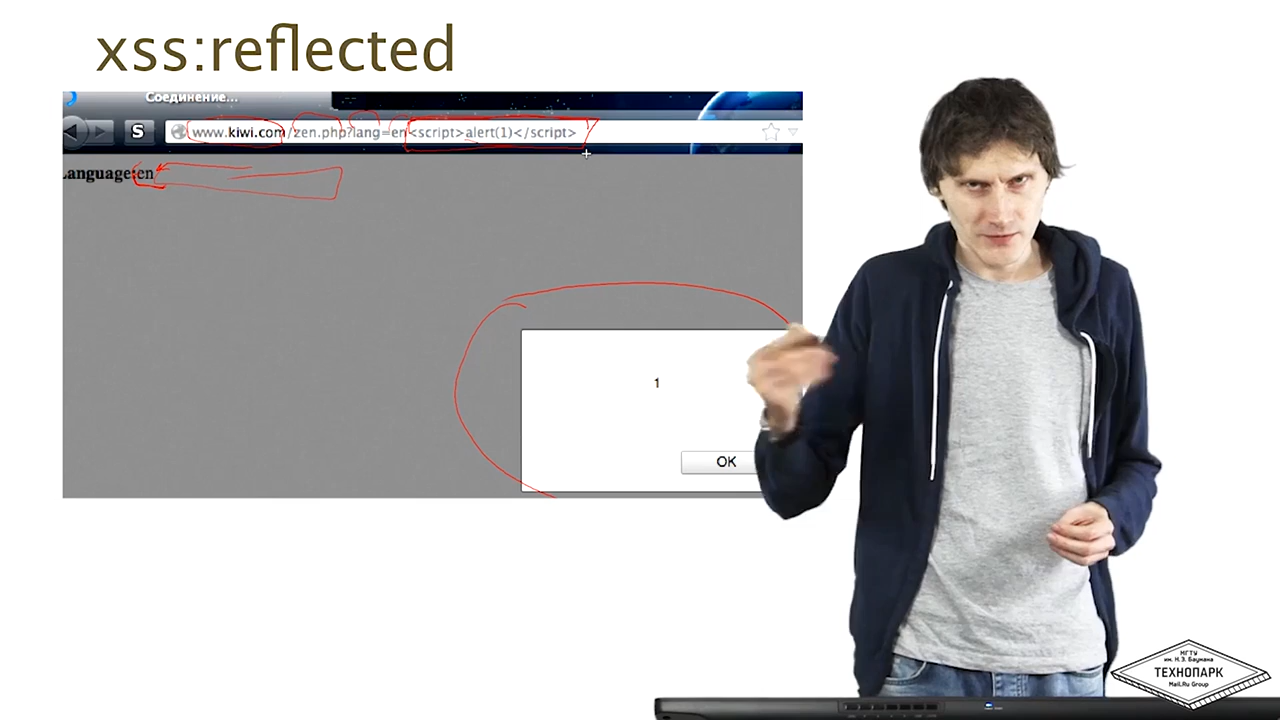 xss:reflected
Соединение...
S
www.kiwi.com/zen.php?lang=en<script>alert(1)</script>
Language:en
1
OK
МГТУ
им. Н.Э. Баумана
ТЕХНОПАРК
Mail.Ru Group